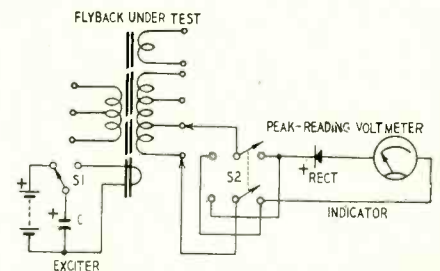 FLYBACK UNDER TEST
PEAK-READING VOLTMETER
+
S1
+
C
S2
+
RECT
INDICATOR
EXCITER